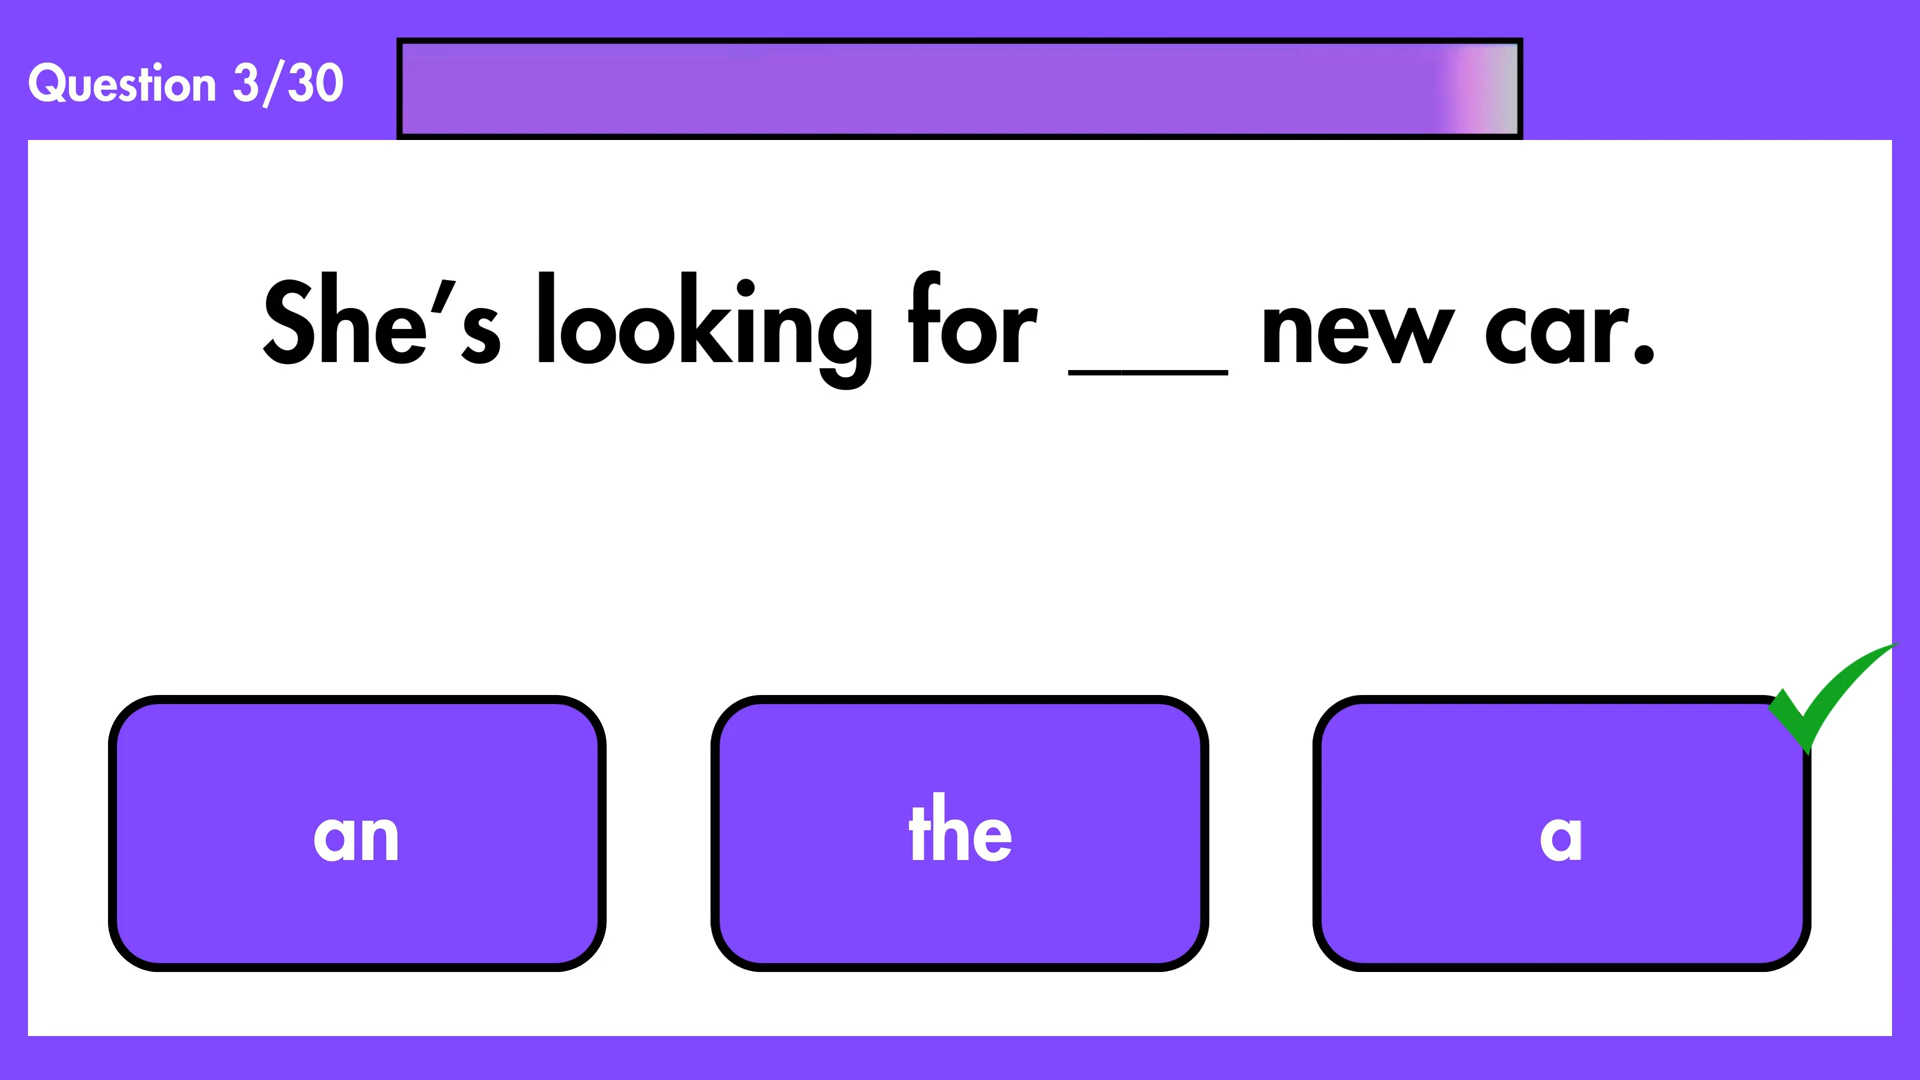 Question 3/30
She’s looking for ___ new car.
an
the
a